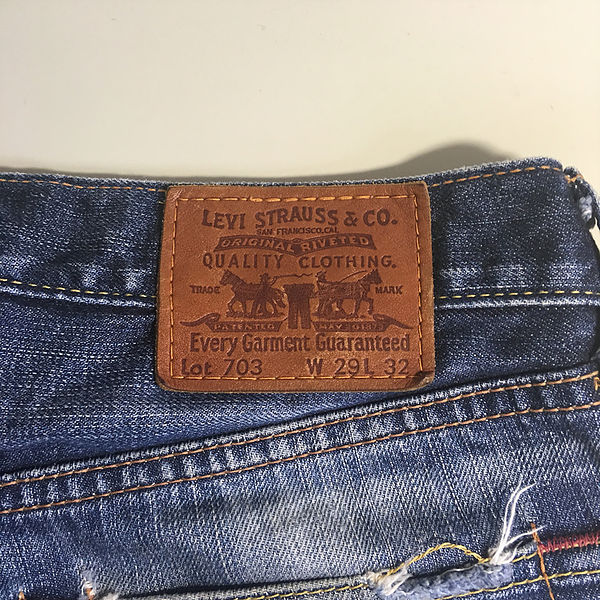 LEVI STRAUSS & CO.
SAN FRANCISCO, CAL.
ORIGINAL RIVETED
QUALITY CLOTHING.
TRADE MARK
PATENTED MAY 20 1873
Every Garment Guaranteed
Lot 703 W 29 L 32